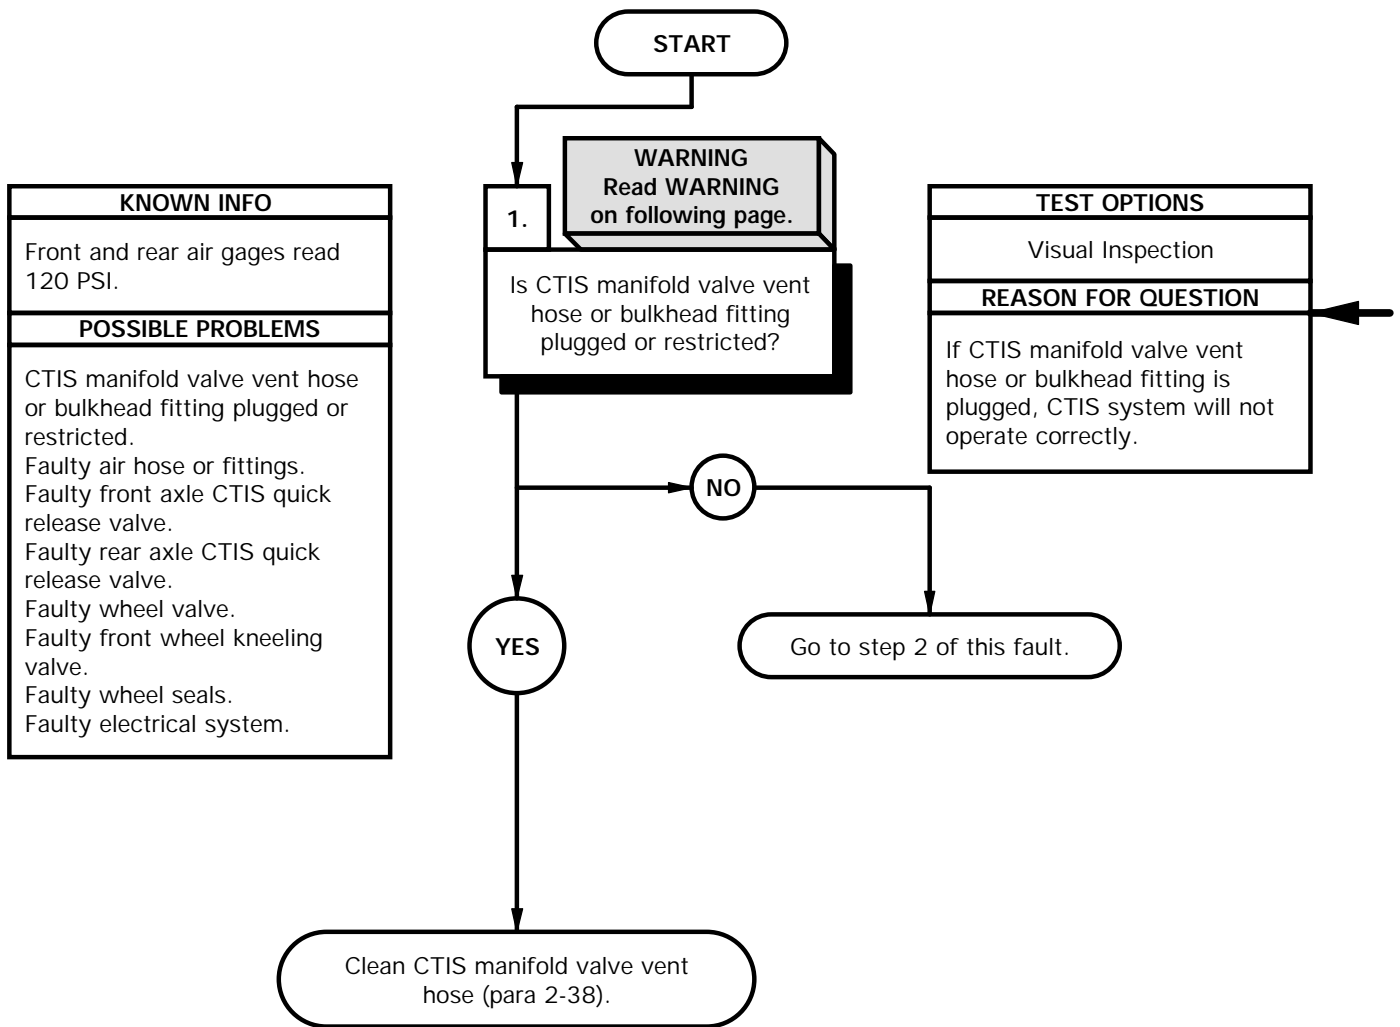 START
WARNING
Read WARNING
on following page.
KNOWN INFO
Front and rear air gages read
120 PSI.
POSSIBLE PROBLEMS
CTIS manifold valve vent hose
or bulkhead fitting plugged or
restricted.
Faulty air hose or fittings.
Faulty front axle CTIS quick
release valve.
Faulty rear axle CTIS quick
release valve.
Faulty wheel valve.
Faulty front wheel kneeling
valve.
Faulty wheel seals.
Faulty electrical system.
1.
Is CTIS manifold valve vent
hose or bulkhead fitting
plugged or restricted?
TEST OPTIONS
Visual Inspection
REASON FOR QUESTION
If CTIS manifold valve vent
hose or bulkhead fitting is
plugged, CTIS system will not
operate correctly.
NO
YES
Go to step 2 of this fault.
Clean CTIS manifold valve vent
hose (para 2-38).